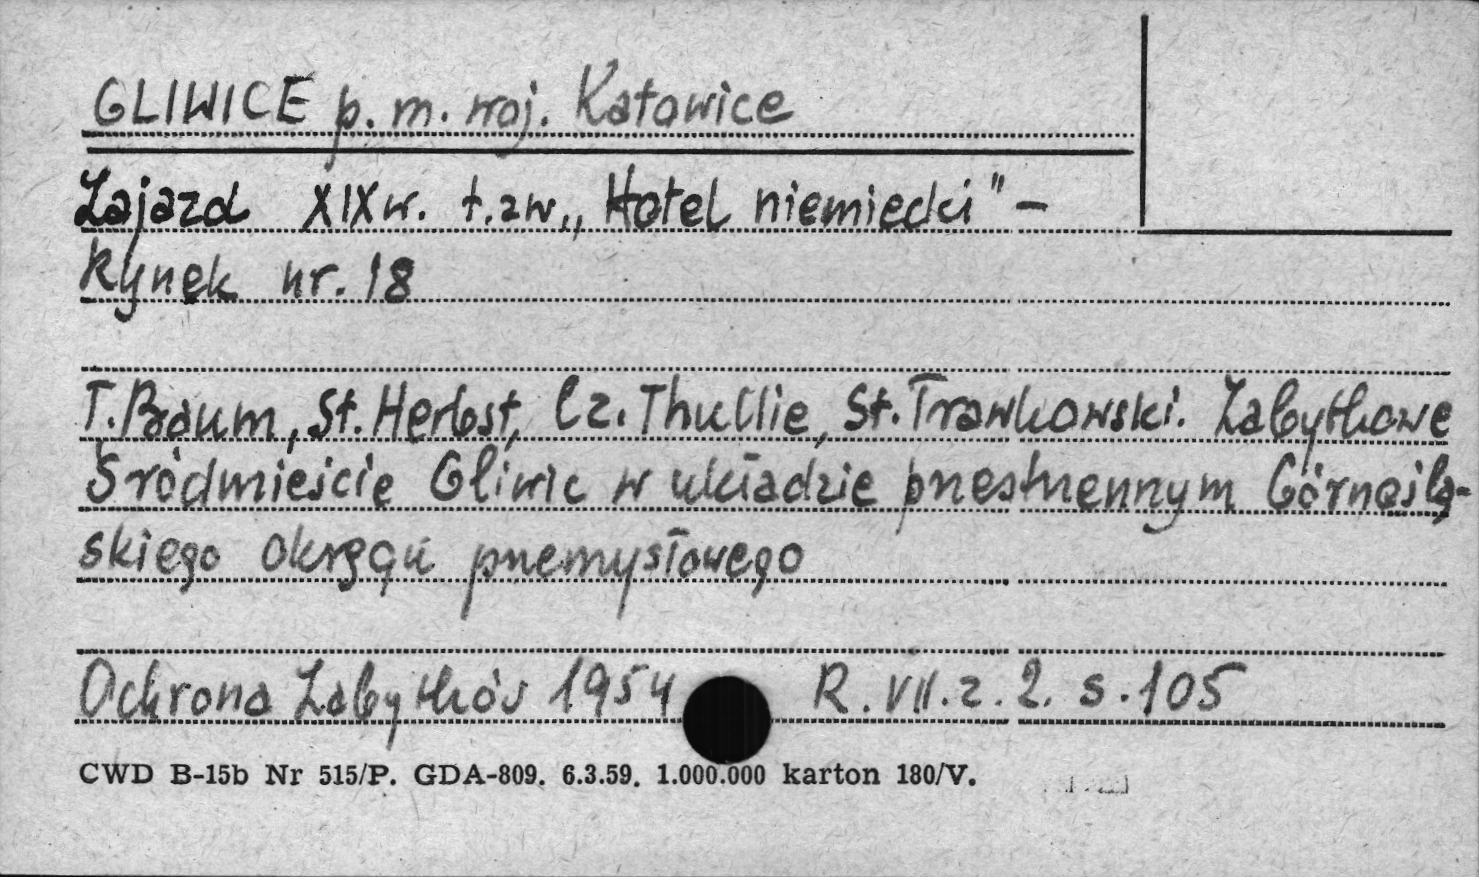 GLIWICE p. m. woj. Katowice
Zajazd XIX w. t.zw. „Hotel niemiecki" –
Rynek nr. 18
T. Braum, St. Herbst, Cz. Thullie, St. Trawkowski. Zabytkowe
Śródmieście Gliwic w układzie przestrzennym Górnoślą-
skiego okręgu przemysłowego
Ochrona Zabytków 1954 R. VII. z. 2. s. 105
CWD B-15b Nr 515/P. GDA-809. 6.3.59. 1.000.000 karton 180/V.